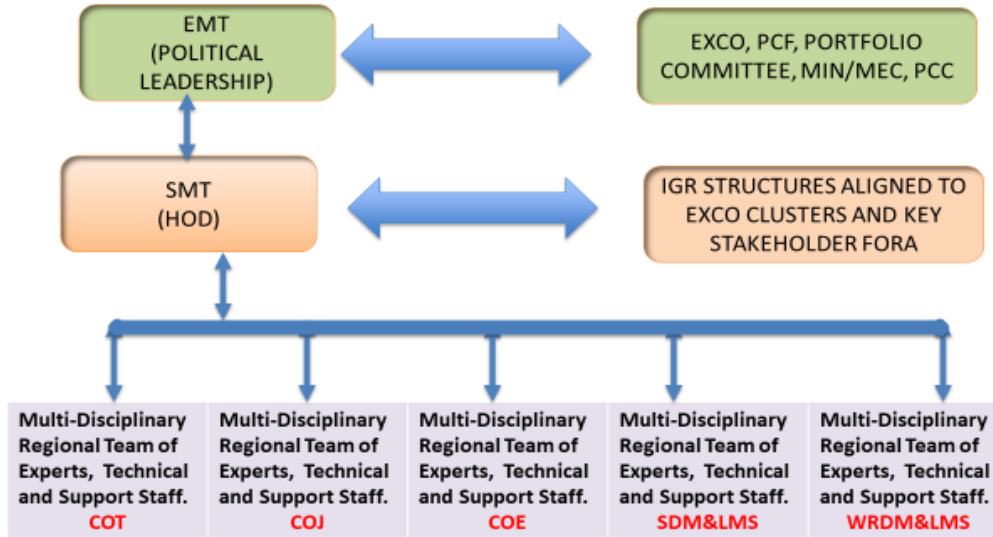 EMT
(POLITICAL
LEADERSHIP)
EXCO, PCF, PORTFOLIO
COMMITTEE, MIN/MEC, PCC
SMT
(HOD)
IGR STRUCTURES ALIGNED TO
EXCO CLUSTERS AND KEY
STAKEHOLDER FORA
Multi-Disciplinary
Regional Team of
Experts, Technical
and Support Staff.
COT
Multi-Disciplinary
Regional Team of
Experts, Technical
and Support Staff.
COJ
Multi-Disciplinary
Regional Team of
Experts, Technical
and Support Staff.
COE
Multi-Disciplinary
Regional Team of
Experts, Technical
and Support Staff.
SDM&LMS
Multi-Disciplinary
Regional Team of
Experts, Technical
and Support Staff.
WRDM&LMS